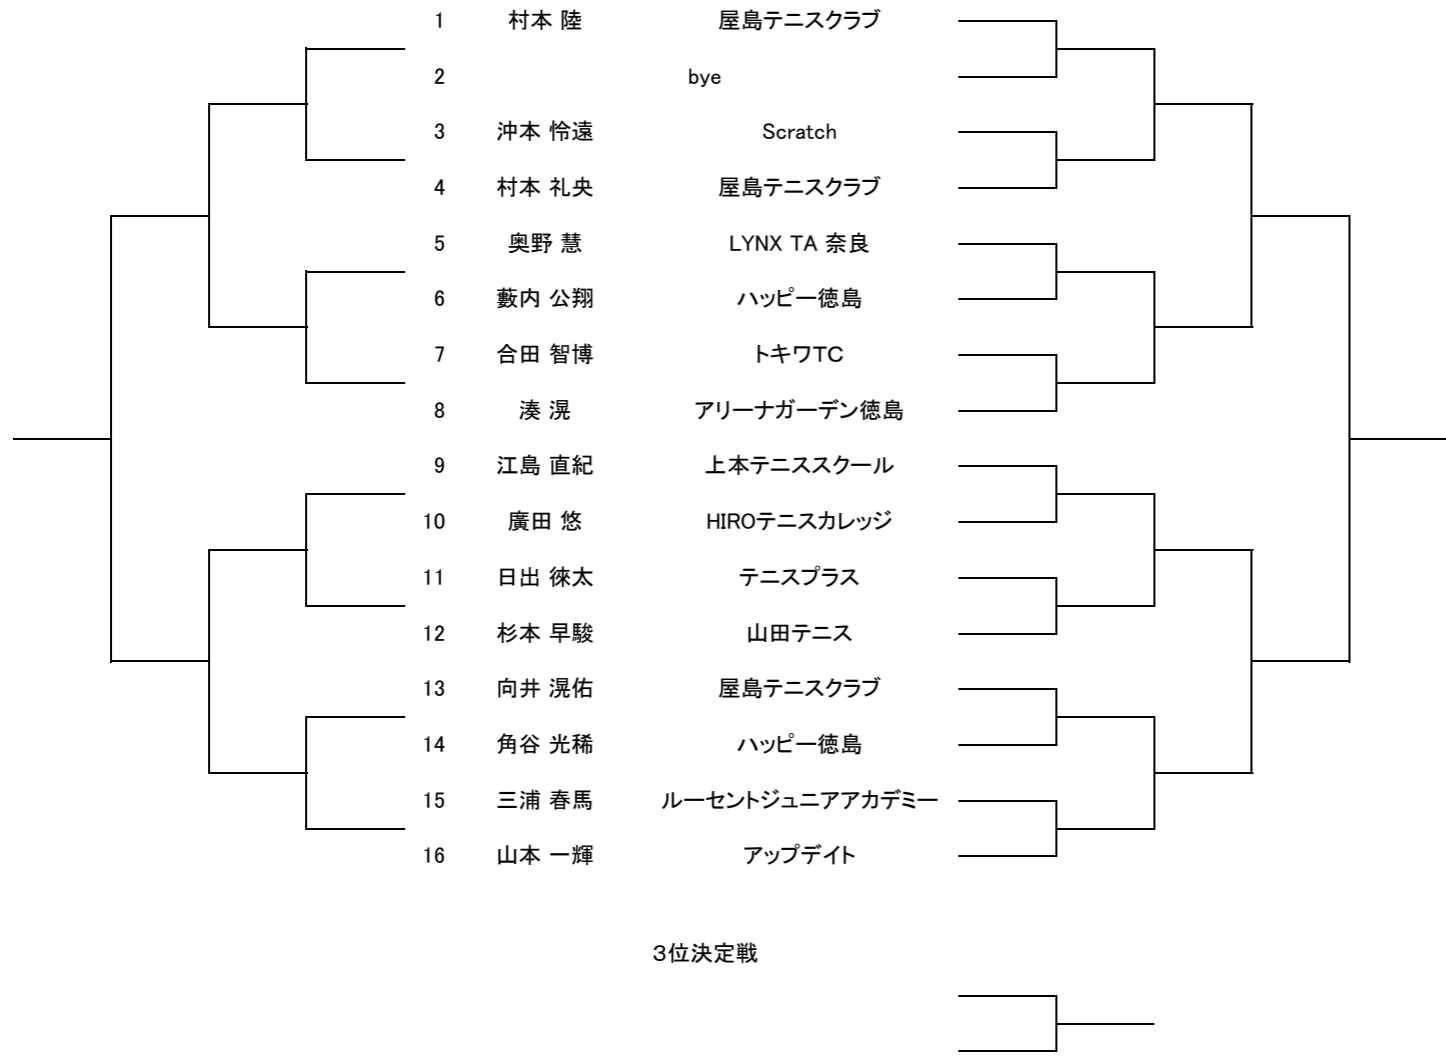 1 村本 陸 屋島テニスクラブ
2 bye
3 沖本 怜遠 Scratch
4 村本 礼央 屋島テニスクラブ
5 奥野 慧 LYNX TA 奈良
6 藪内 公翔 ハッピー徳島
7 合田 智博 トキワTC
8 湊 滉 アリーナガーデン徳島
9 江島 直紀 上本テニススクール
10 廣田 悠 HIROテニスカレッジ
11 日出 徠太 テニスプラス
12 杉本 早駿 山田テニス
13 向井 滉佑 屋島テニスクラブ
14 角谷 光稀 ハッピー徳島
15 三浦 春馬 ルーセントジュニアアカデミー
16 山本 一輝 アップデイト
３位決定戦